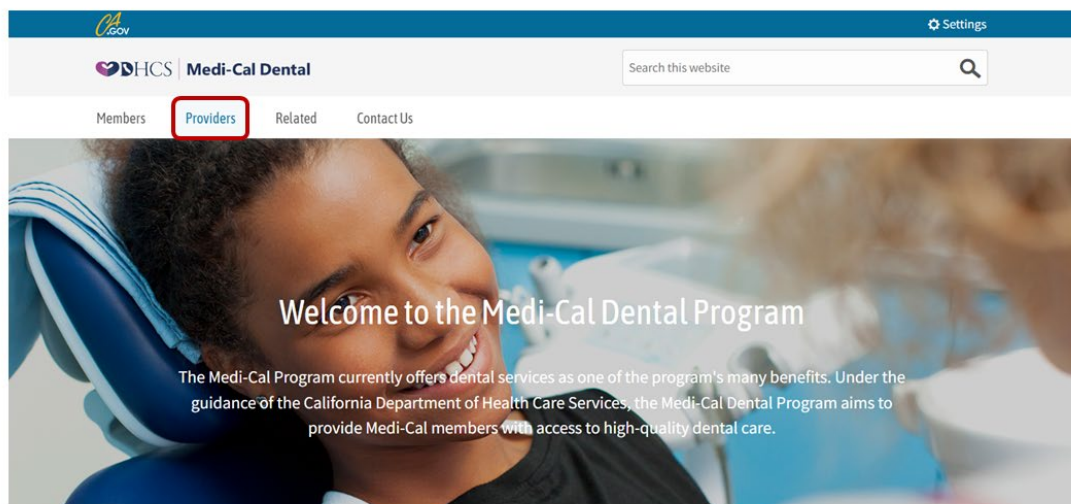 CA.GOV
Settings
DHCS | Medi-Cal Dental
Search this website
Members Providers Related Contact Us
Welcome to the Medi-Cal Dental Program
The Medi-Cal Program currently offers dental services as one of the program's many benefits. Under the
guidance of the California Department of Health Care Services, the Medi-Cal Dental Program aims to
provide Medi-Cal members with access to high-quality dental care.